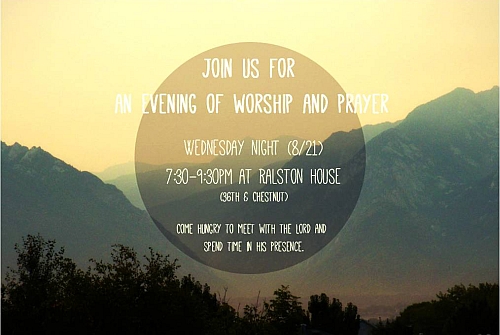 JOIN US FOR
AN EVENING OF WORSHIP AND PRAYER
WEDNESDAY NIGHT (8/21)
7:30-9:30PM AT RALSTON HOUSE
(36TH & CHESTNUT)
COME HUNGRY TO MEET WITH THE LORD AND
SPEND TIME IN HIS PRESENCE.